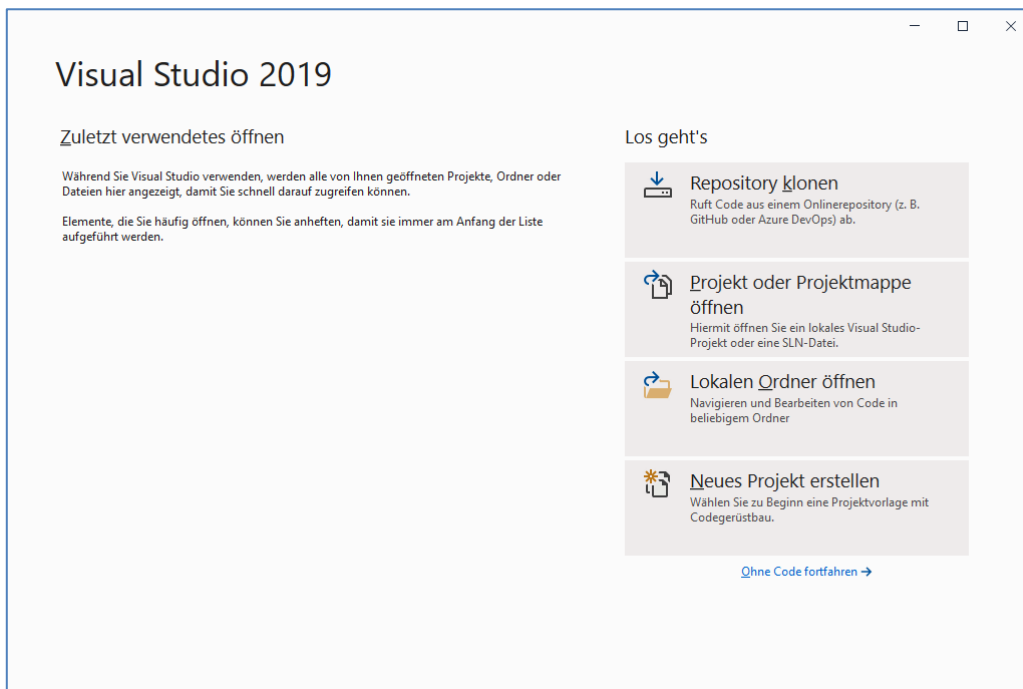 Visual Studio 2019
Zuletzt verwendetes öffnen
Während Sie Visual Studio verwenden, werden alle von Ihnen geöffneten Projekte, Ordner oder
Dateien hier angezeigt, damit Sie schnell darauf zugreifen können.
Elemente, die Sie häufig öffnen, können Sie anheften, damit sie immer am Anfang der Liste
aufgeführt werden.
Los geht's
Repository klonen
Ruft Code aus einem Onlinerepository (z. B.
GitHub oder Azure DevOps) ab.
Projekt oder Projektmappe
öffnen
Hiermit öffnen Sie ein lokales Visual Studio-
Projekt oder eine SLN-Datei.
Lokalen Ordner öffnen
Navigieren und Bearbeiten von Code in
beliebigem Ordner
Neues Projekt erstellen
Wählen Sie zu Beginn eine Projektvorlage mit
Codegerüstbau.
Ohne Code fortfahren →